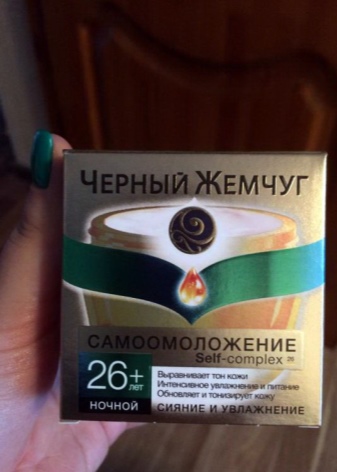 ЧЕРНЫЙ ЖЕМЧУГ
САМООМОЛОЖЕНИЕ
Self-complex 26
26+ лет
НОЧНОЙ
Выравнивает тон кожи
Интенсивное увлажнение и питание
Обновляет и тонизирует кожу
СИЯНИЕ И УВЛАЖНЕНИЕ